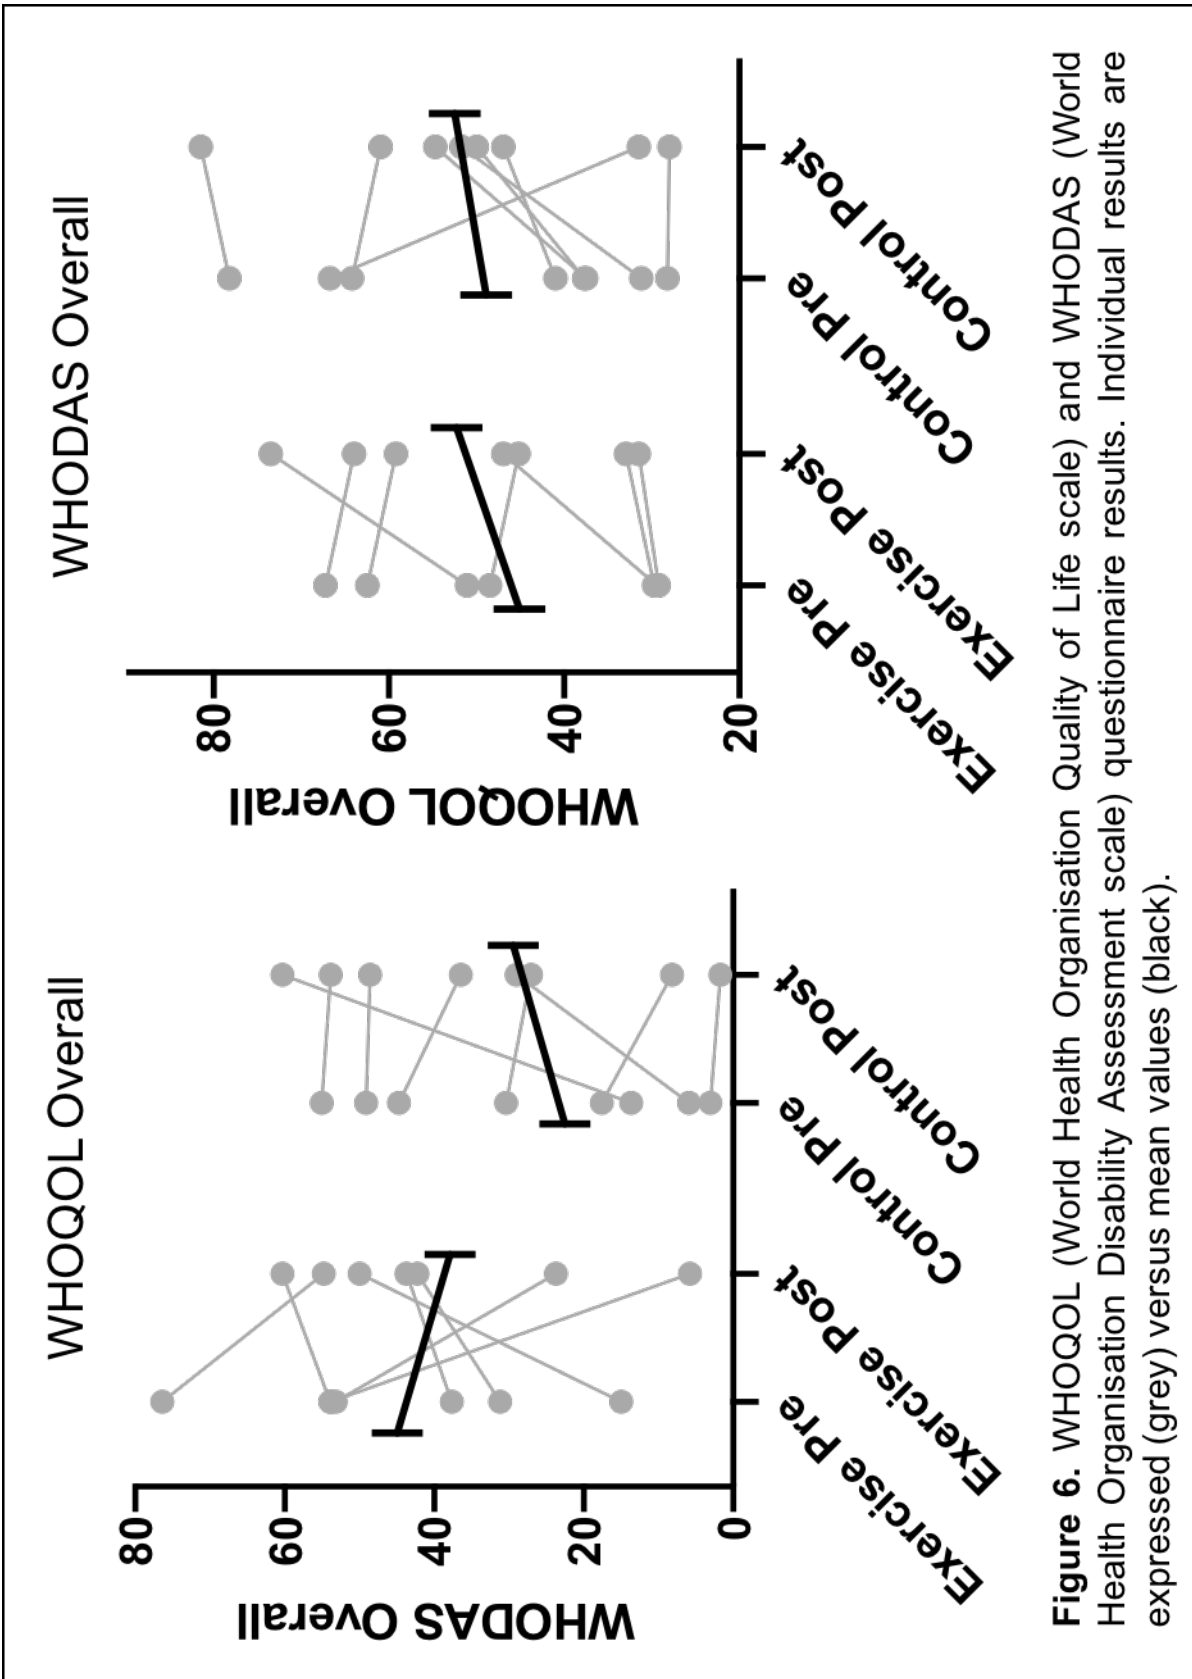 WHOQOL Overall
WHODAS Overall
80
60
40
20
0
Exercise Pre
Exercise Post
Control Pre
Control Post
WHODAS Overall
WHOQOL Overall
80
60
40
20
Exercise Pre
Exercise Post
Control Pre
Control Post
Figure 6. WHOQOL (World Health Organisation Quality of Life scale) and WHODAS (World
Health Organisation Disability Assessment scale) questionnaire results. Individual results are
expressed (grey) versus mean values (black).